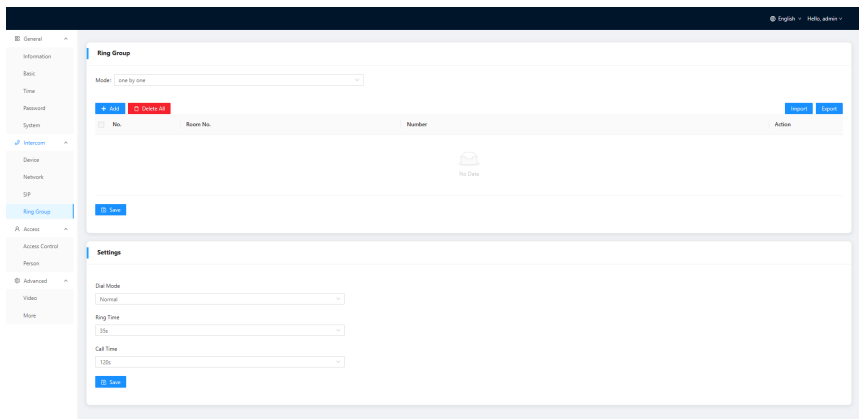 English Hello, admin
General
Information
Basic
Time
Password
System
Intercom
Device
Network
SIP
Ring Group
Access
Access Control
Person
Advanced
Video
More
Ring Group
Mode: one by one
+ Add Delete All Import Export
No. Room No. Number Action
No Data
Save
Settings
Dial Mode
Normal
Ring Time
35s
Call Time
120s
Save